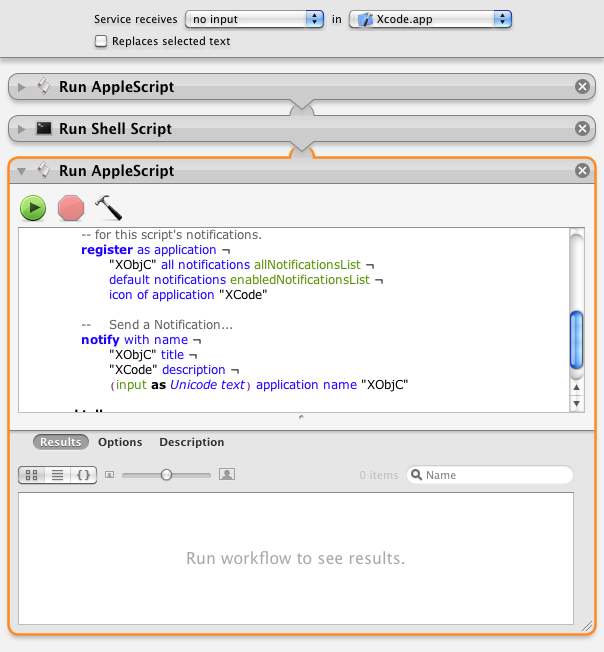 Service receives no input in Xcode.app
Replaces selected text
Run AppleScript
Run Shell Script
Run AppleScript
-- for this script's notifications.
register as application ¬
"XObjC" all notifications allNotificationsList ¬
default notifications enabledNotificationsList ¬
icon of application "XCode"
-- Send a Notification...
notify with name ¬
"XObjC" title ¬
"XCode" description ¬
(input as Unicode text) application name "XObjC"
Results Options Description
0 items Name
Run workflow to see results.